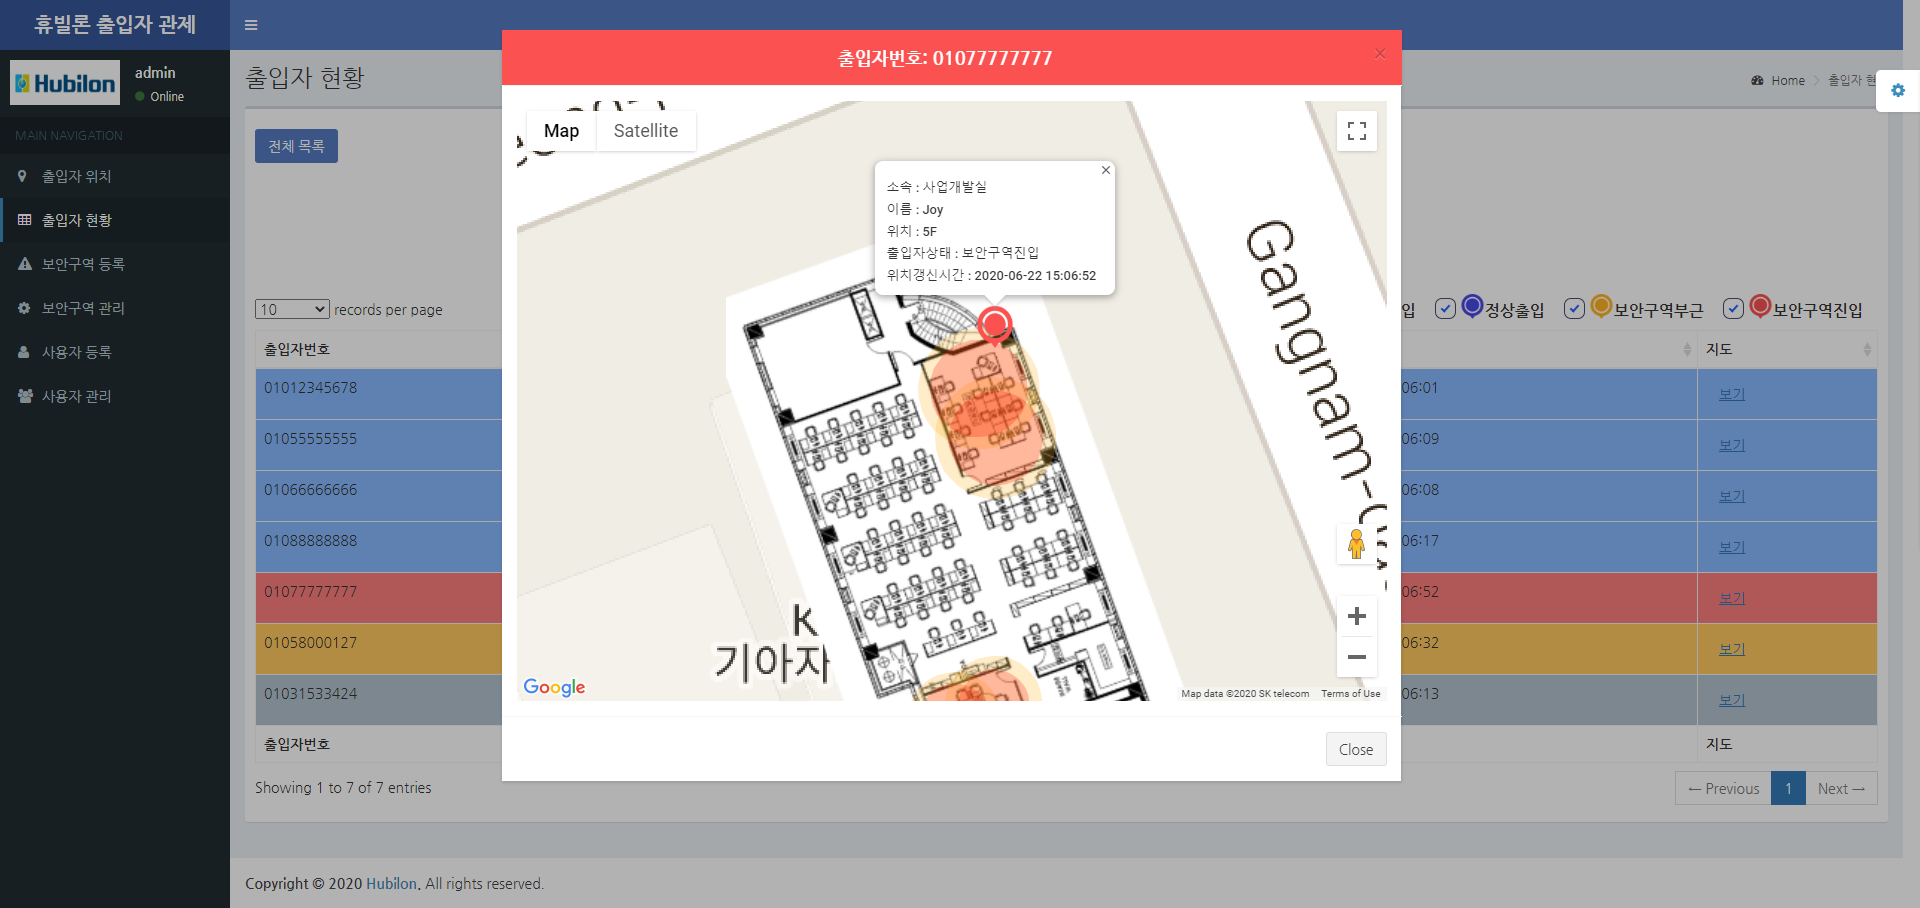 휴빌론 출입자 관제
Hubilon
admin
Online
MAIN NAVIGATION
출입자 위치
출입자 현황
보안구역 등록
보안구역 관리
사용자 등록
사용자 관리
출입자 현황
Home
출입자 현
전체 목록
10 records per page
입 정상출입 보안구역부근 보안구역진입
출입자번호 지도
01012345678 06:01 보기
01055555555 06:09 보기
01066666666 06:08 보기
01088888888 06:17 보기
01077777777 06:52 보기
01058000127 06:32 보기
01031533424 06:13 보기
출입자번호 지도
Showing 1 to 7 of 7 entries
← Previous 1 Next →
Copyright © 2020 Hubilon. All rights reserved.
출입자번호: 01077777777
×
Map Satellite
×
소속 : 사업개발실
이름 : Joy
위치 : 5F
출입자상태 : 보안구역진입
위치갱신시간 : 2020-06-22 15:06:52
Gangnam-
K
기아자
Google
Map data ©2020 SK telecom Terms of Use
Close